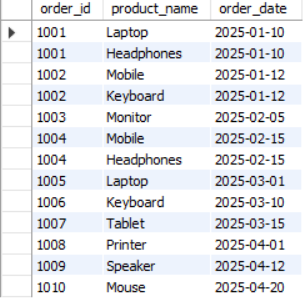 order_id product_name order_date
1001 Laptop 2025-01-10
1001 Headphones 2025-01-10
1002 Mobile 2025-01-12
1002 Keyboard 2025-01-12
1003 Monitor 2025-02-05
1004 Mobile 2025-02-15
1004 Headphones 2025-02-15
1005 Laptop 2025-03-01
1006 Keyboard 2025-03-10
1007 Tablet 2025-03-15
1008 Printer 2025-04-01
1009 Speaker 2025-04-12
1010 Mouse 2025-04-20